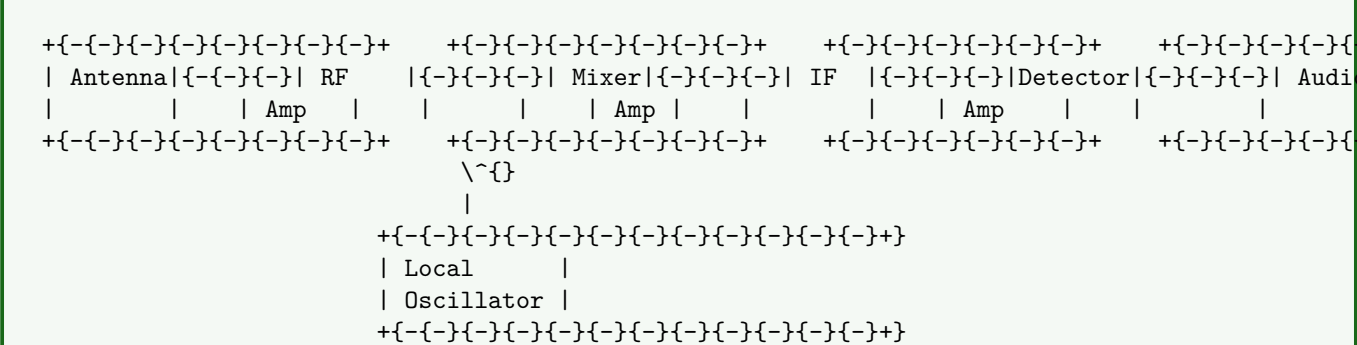 +{-{-}{-}{-}{-}{-}{-}{-}+    +{-}{-}{-}{-}{-}{-}{-}+    +{-}{-}{-}{-}{-}{-}+    +{-}{-}{-}{-}{
| Antenna|{-{-}{-}| RF    |{-}{-}{-}| Mixer|{-}{-}{-}| IF  |{-}{-}{-}|Detector|{-}{-}{-}| Audi
|        |    | Amp   |    |      |    | Amp |    |        |    | Amp    |    |        |
+{-{-}{-}{-}{-}{-}{-}{-}+    +{-}{-}{-}{-}{-}{-}{-}+    +{-}{-}{-}{-}{-}{-}+    +{-}{-}{-}{-}{
\^{}
|
+{-{-}{-}{-}{-}{-}{-}{-}{-}{-}{-}{-}+}
| Local      |
| Oscillator |
+{-{-}{-}{-}{-}{-}{-}{-}{-}{-}{-}{-}+}